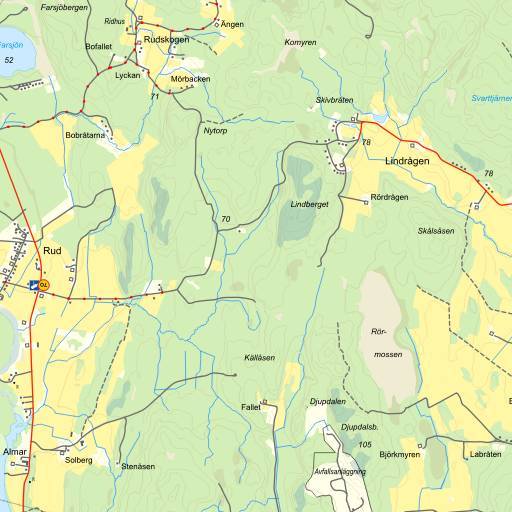 Farsjöbergen
Ridhus
Ängen
Rudskogen
Bofallet
Komyren
Farsjön
52
Lyckan
Mörbacken
71
Skivbråten
Svarttjärnen
Nytorp
Bobråtarna
78
Lindrågen
78
Rördrågen
Lindberget
70
Skålsåsen
Rud
OL
Rör-
mossen
Källåsen
Fallet
Djupdalen
Djupdalsb.
105
Almar
Solberg
Stenåsen
Avfallsanläggning
Björkmyren
Labråten